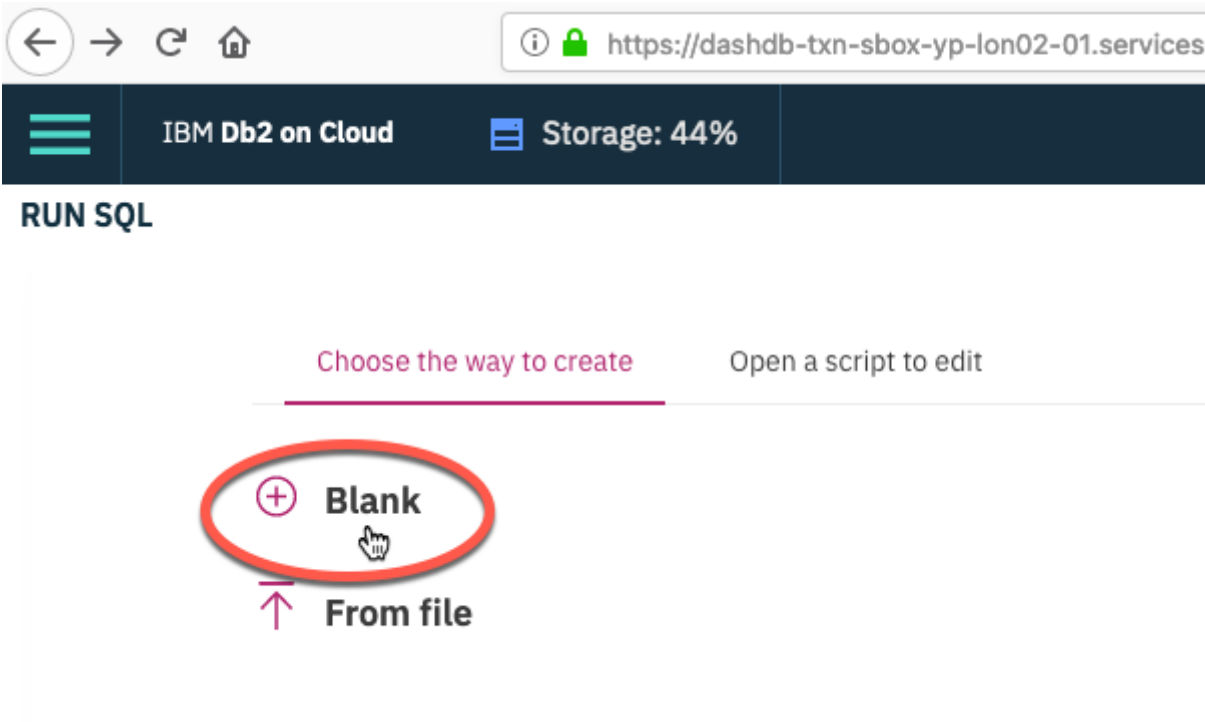 https://dashdb-txn-sbox-yp-lon02-01.services
IBM Db2 on Cloud
Storage: 44%
RUN SQL
Choose the way to create
Open a script to edit
Blank
From file